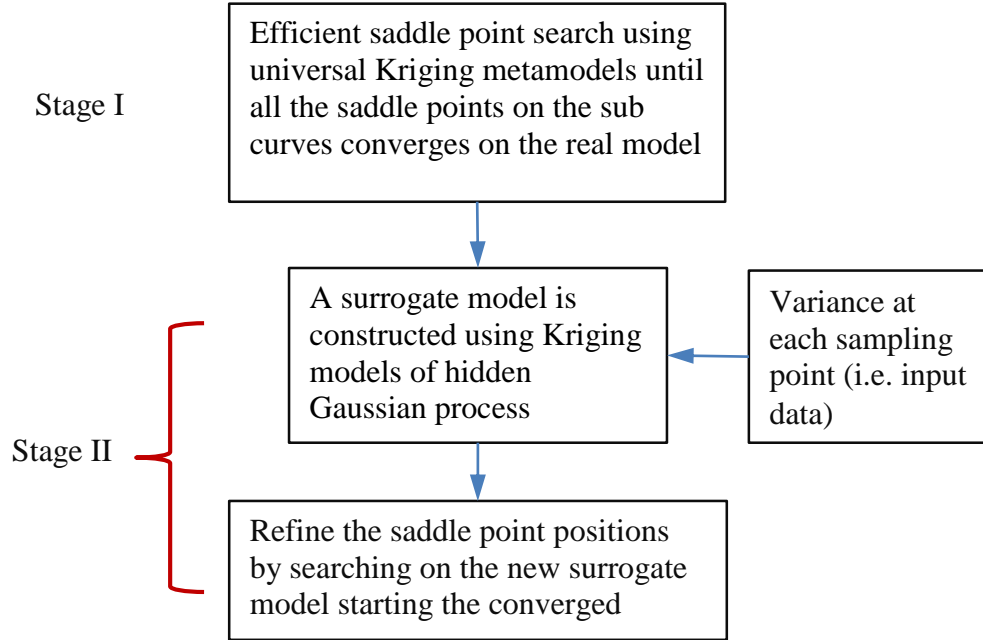 Stage I
Efficient saddle point search using
universal Kriging metamodels until
all the saddle points on the sub
curves converges on the real model
Stage II
A surrogate model is
constructed using Kriging
models of hidden
Gaussian process
Variance at
each sampling
point (i.e. input
data)
Refine the saddle point positions
by searching on the new surrogate
model starting the converged